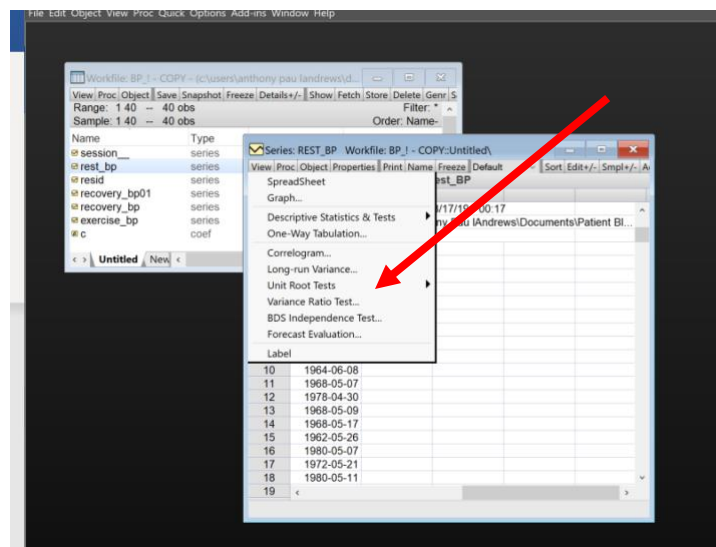 File Edit Object View Proc Quick Options Add-ins Window Help
Workfile: BP_! - COPY - (c:\users\anthony pau landrews\d...
View Proc Object Save Snapshot Freeze Details+/- Show Fetch Store Delete Genr S
Range: 1 40 -- 40 obs
Filter: *
Sample: 1 40 -- 40 obs
Order: Name-
Name Type
session__ series
rest_bp series
resid series
recovery_bp01 series
recovery_bp series
exercise_bp series
c coef
Untitled New
Series: REST_BP Workfile: BP_! - COPY::Untitled\
View Proc Object Properties Print Name Freeze Default Sort Edit+/- Smpl+/-
SpreadSheet
Graph...
Descriptive Statistics & Tests
One-Way Tabulation...
Correlogram...
Long-run Variance...
Unit Root Tests
Variance Ratio Test...
BDS Independence Test...
Forecast Evaluation...
Label
est_BP
00:17
Andrews\Documents\Patient Bl...
10 1964-06-08
11 1968-05-07
12 1978-04-30
13 1968-05-09
14 1968-05-17
15 1962-05-26
16 1980-05-07
17 1972-05-21
18 1980-05-11
19